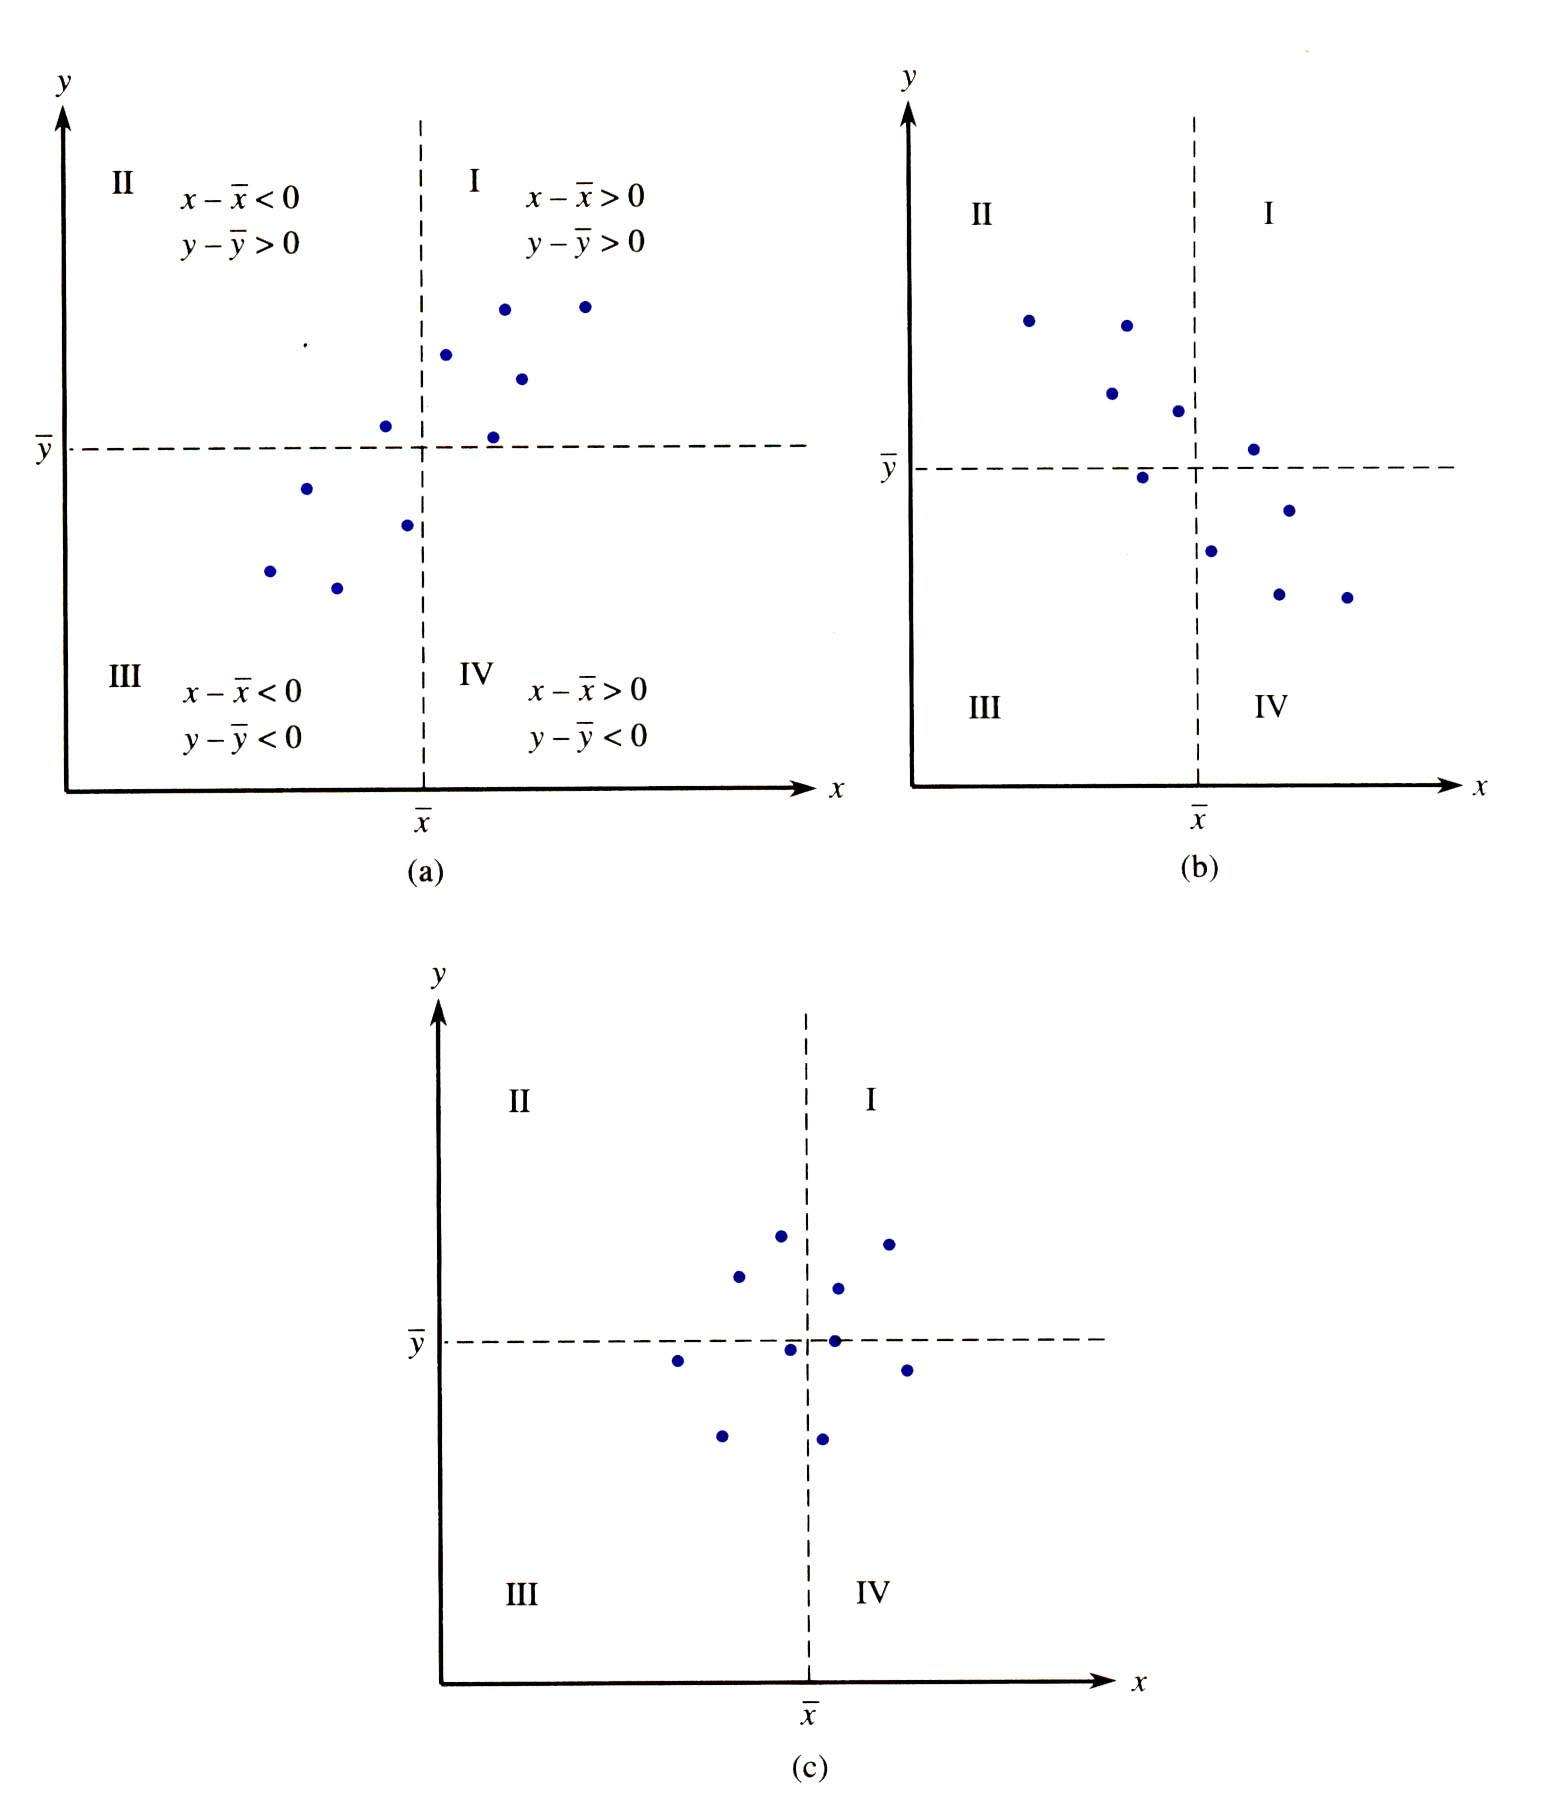 y
II
x – x̅ < 0
y – y̅ > 0
I
x – x̅ > 0
y – y̅ > 0
y̅
III
x – x̅ < 0
y – y̅ < 0
IV
x – x̅ > 0
y – y̅ < 0
x
x̅
(a)
y
II
I
y̅
III
IV
x
x̅
(b)
y
II
I
y̅
III
IV
x
x̅
(c)